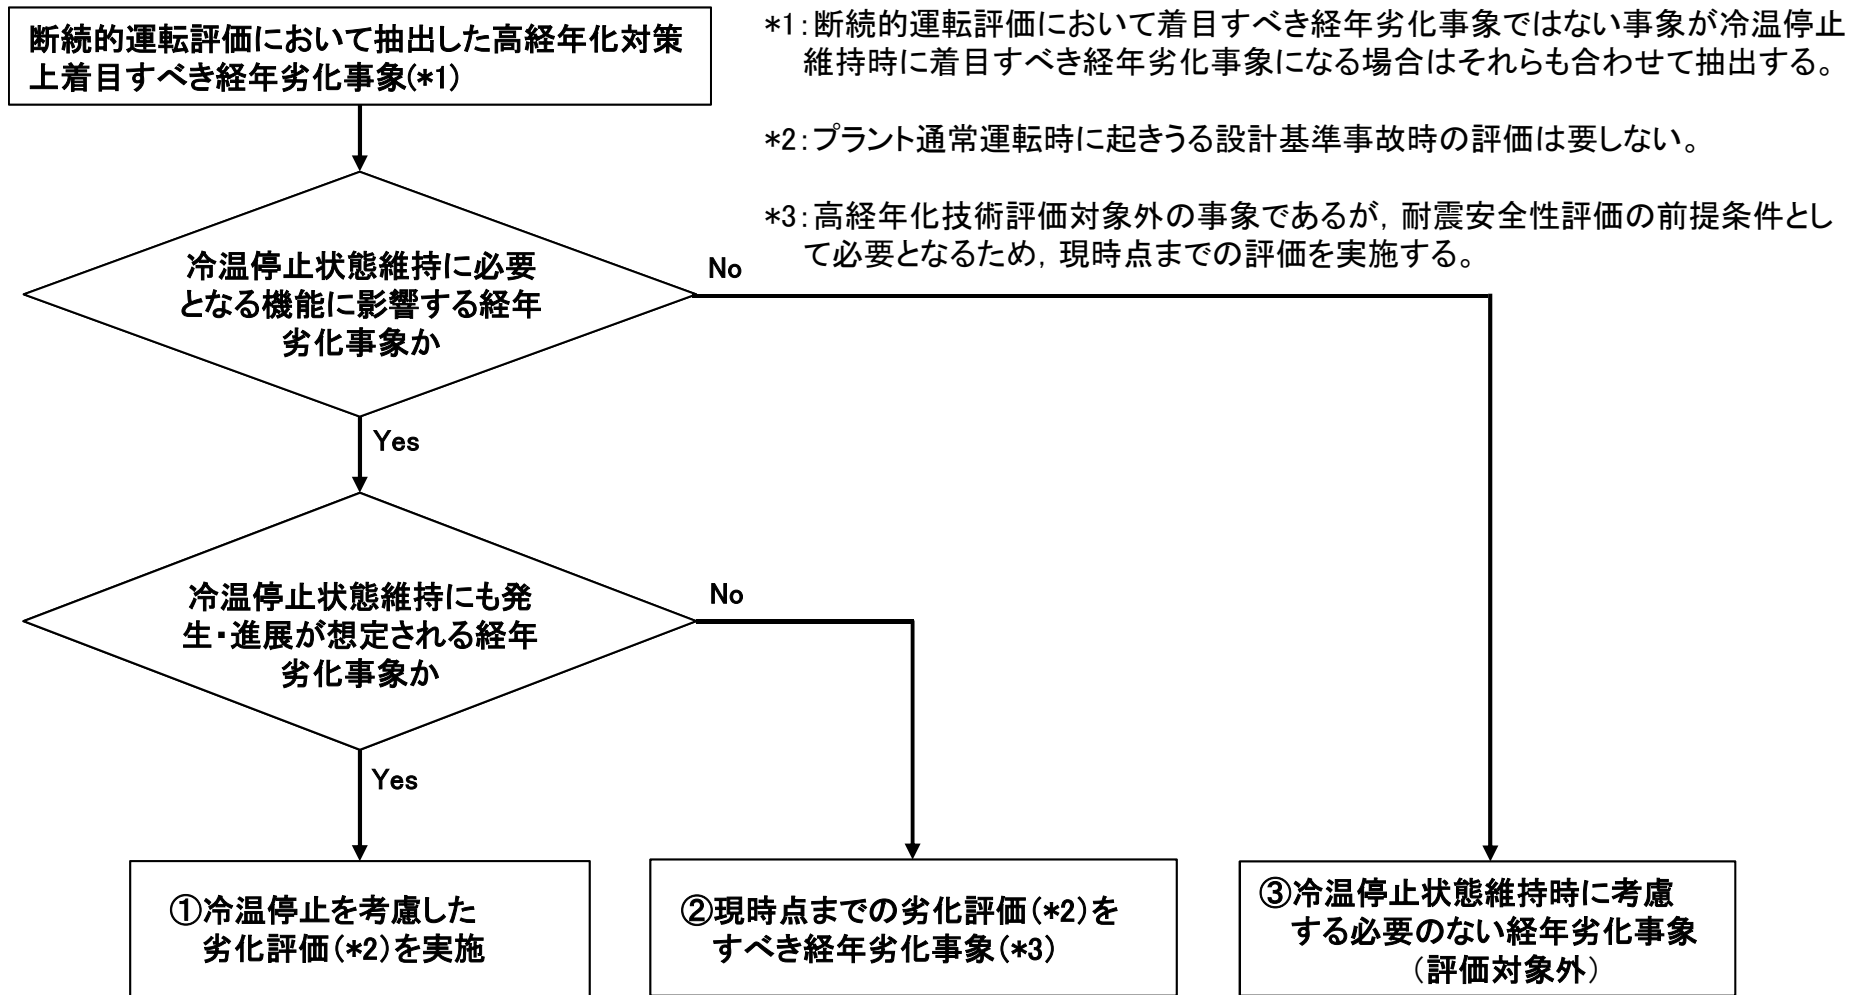 断続的運転評価において抽出した高経年化対策
上着目すべき経年劣化事象(*1)
*1:断続的運転評価において着目すべき経年劣化事象ではない事象が冷温停止
維持時に着目すべき経年劣化事象になる場合はそれらも合わせて抽出する。
*2:プラント通常運転時に起きうる設計基準事故時の評価は要しない。
*3:高経年化技術評価対象外の事象であるが,耐震安全性評価の前提条件とし
て必要となるため,現時点までの評価を実施する。
冷温停止状態維持に必要
となる機能に影響する経年
劣化事象か
No
Yes
冷温停止状態維持にも発
生・進展が想定される経年
劣化事象か
No
Yes
①冷温停止を考慮した
劣化評価(*2)を実施
②現時点までの劣化評価(*2)を
すべき経年劣化事象(*3)
③冷温停止状態維持時に考慮
する必要のない経年劣化事象
(評価対象外)